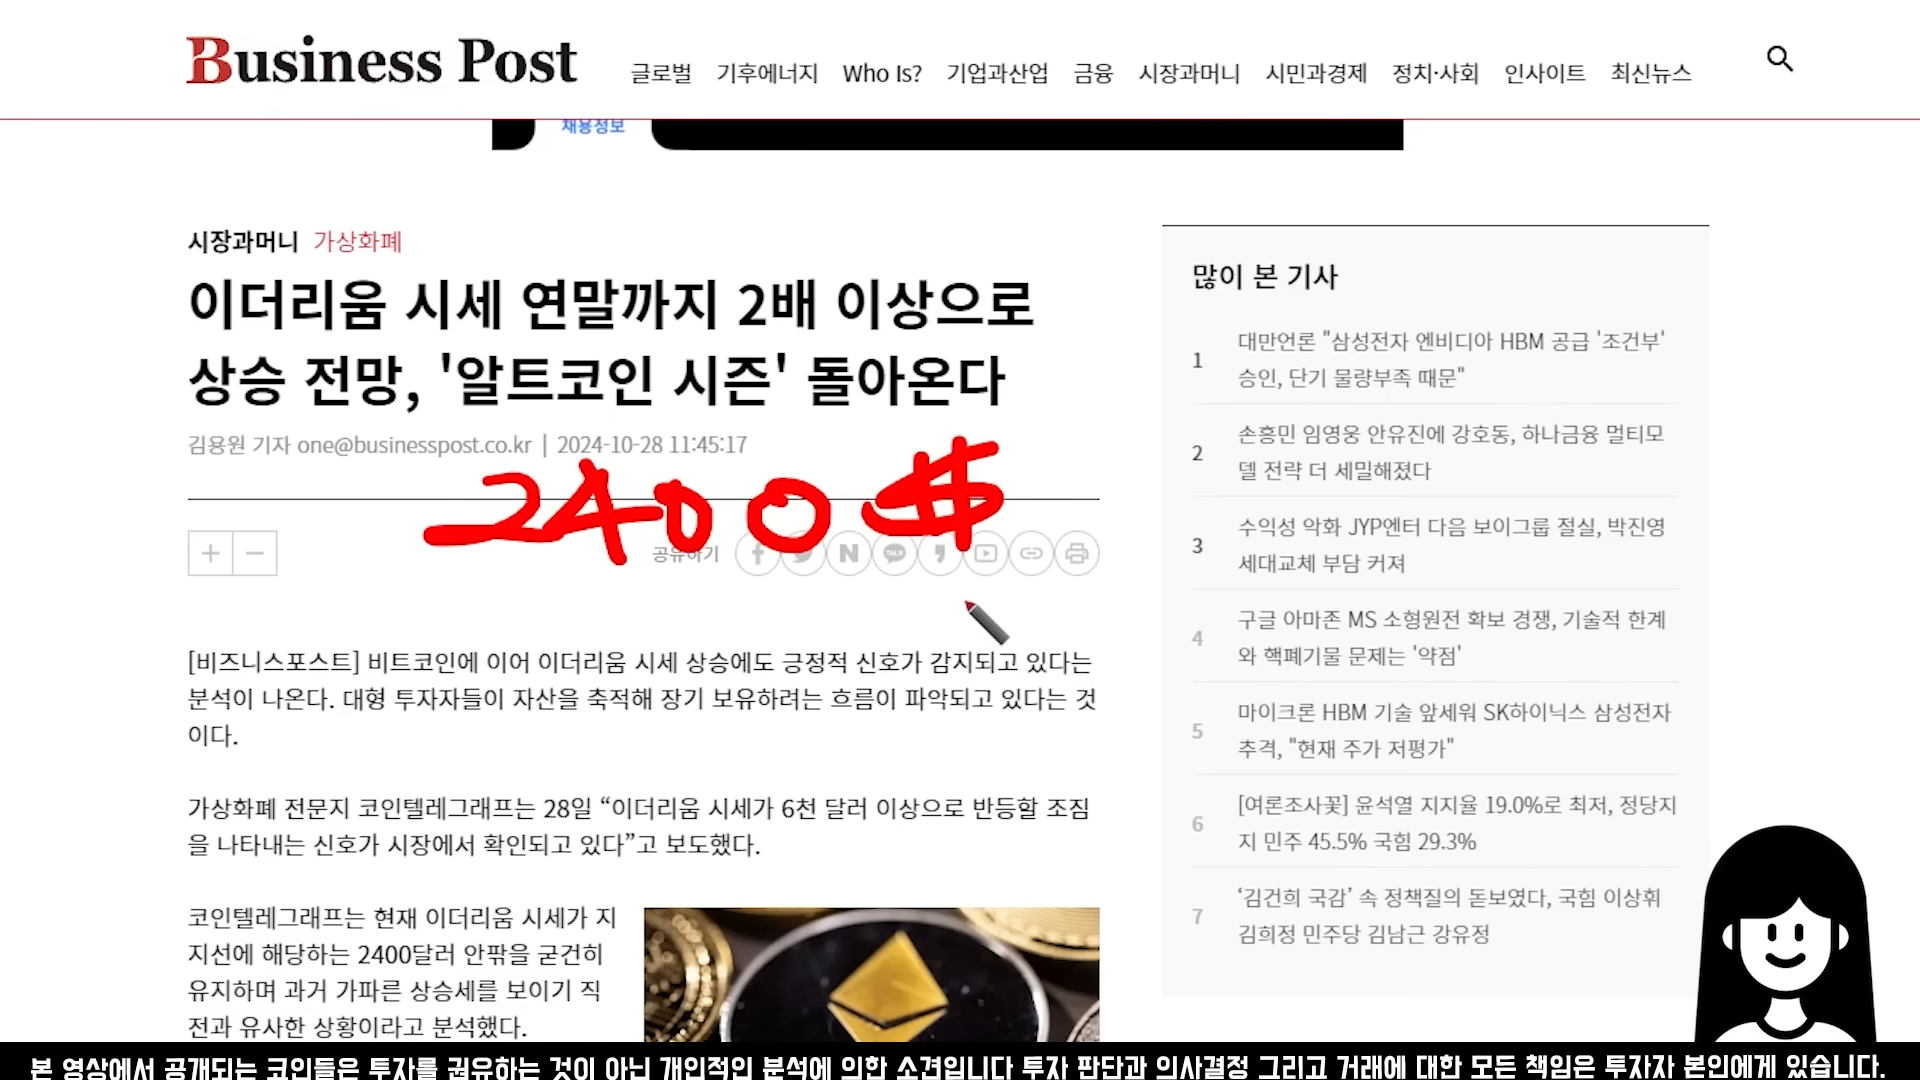 Business Post
글로벌 기후에너지 Who Is? 기업과산업 금융 시장과머니 시민과경제 정치·사회 인사이트 최신뉴스
채용정보
시장과머니 가상화폐
이더리움 시세 연말까지 2배 이상으로
상승 전망, '알트코인 시즌' 돌아온다
김용원 기자 one@businesspost.co.kr | 2024-10-28 11:45:17
2400$
공유하기
N
TALK
[비즈니스포스트] 비트코인에 이어 이더리움 시세 상승에도 긍정적 신호가 감지되고 있다는
분석이 나온다. 대형 투자자들이 자산을 축적해 장기 보유하려는 흐름이 파악되고 있다는 것
이다.
가상화폐 전문지 코인텔레그래프는 28일 “이더리움 시세가 6천 달러 이상으로 반등할 조짐
을 나타내는 신호가 시장에서 확인되고 있다”고 보도했다.
코인텔레그래프는 현재 이더리움 시세가 지
지선에 해당하는 2400달러 안팎을 굳건히
유지하며 과거 가파른 상승세를 보이기 직
전과 유사한 상황이라고 분석했다.
많이 본 기사
1 대만언론 "삼성전자 엔비디아 HBM 공급 '조건부'
승인, 단기 물량부족 때문"
2 손흥민 임영웅 안유진에 강호동, 하나금융 멀티모
델 전략 더 세밀해졌다
3 수익성 악화 JYP엔터 다음 보이그룹 절실, 박진영
세대교체 부담 커져
4 구글 아마존 MS 소형원전 확보 경쟁, 기술적 한계
와 핵폐기물 문제는 '약점'
5 마이크론 HBM 기술 앞세워 SK하이닉스 삼성전자
추격, "현재 주가 저평가"
6 [여론조사꽃] 윤석열 지지율 19.0%로 최저, 정당지
지 민주 45.5% 국힘 29.3%
7 ‘김건희 국감’ 속 정책질의 돋보였다, 국힘 이상휘
김희정 민주당 김남근 강유정
본 영상에서 공개되는 코인들은 투자를 권유하는 것이 아닌 개인적인 분석에 의한 소견입니다 투자 판단과 의사결정 그리고 거래에 대한 모든 책임은 투자자 본인에게 있습니다.